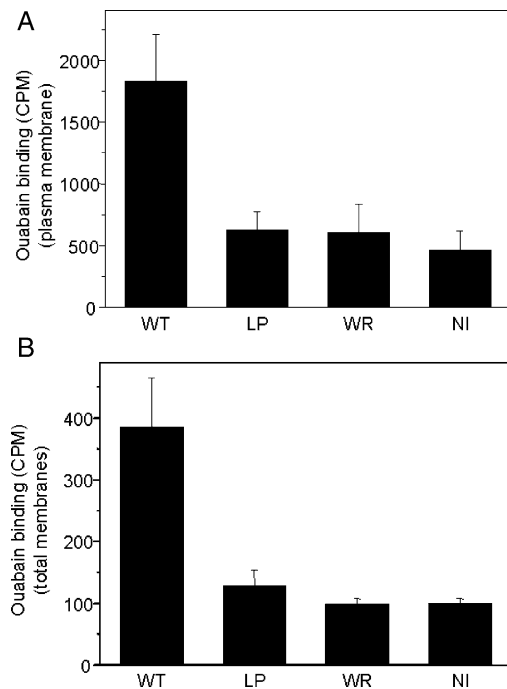 A
Ouabain binding (CPM)
(plasma membrane)
2000
1500
1000
500
0
WT LP WR NI
B
Ouabain binding (CPM)
(total membranes)
400
300
200
100
0
WT LP WR NI